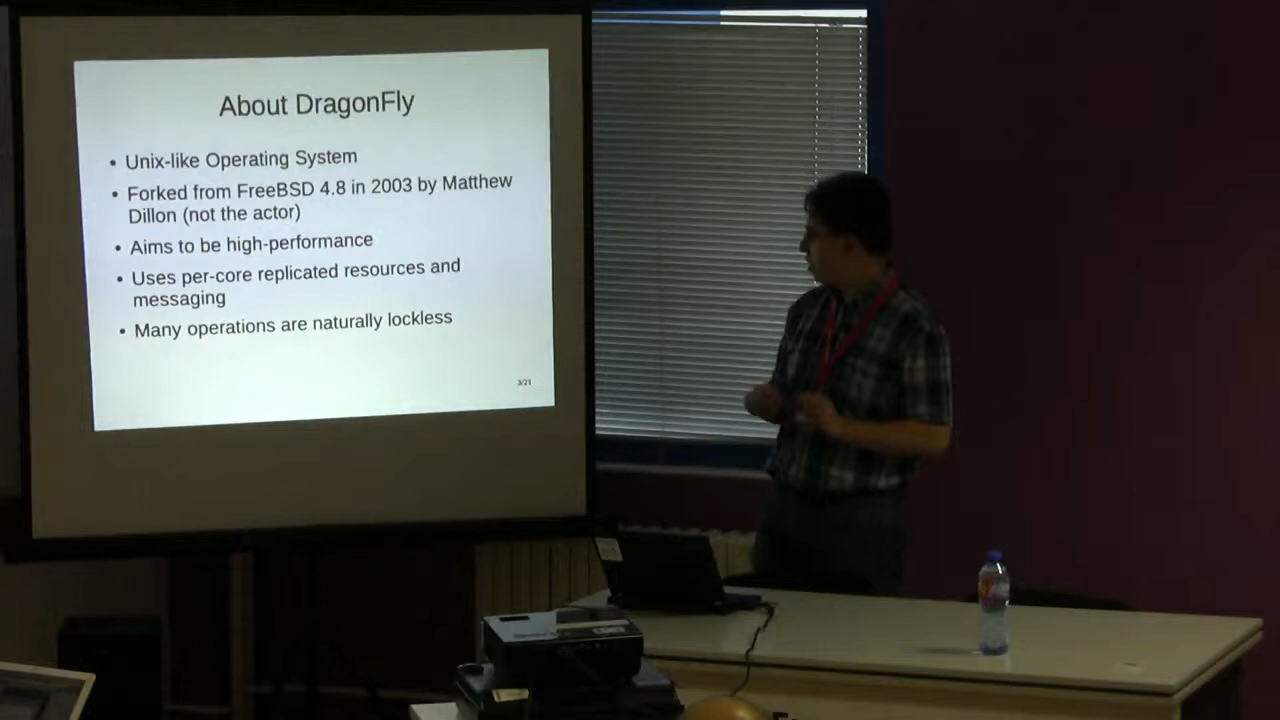 About DragonFly
• Unix-like Operating System
• Forked from FreeBSD 4.8 in 2003 by Matthew
Dillon (not the actor)
• Aims to be high-performance
• Uses per-core replicated resources and
messaging
• Many operations are naturally lockless
3/21